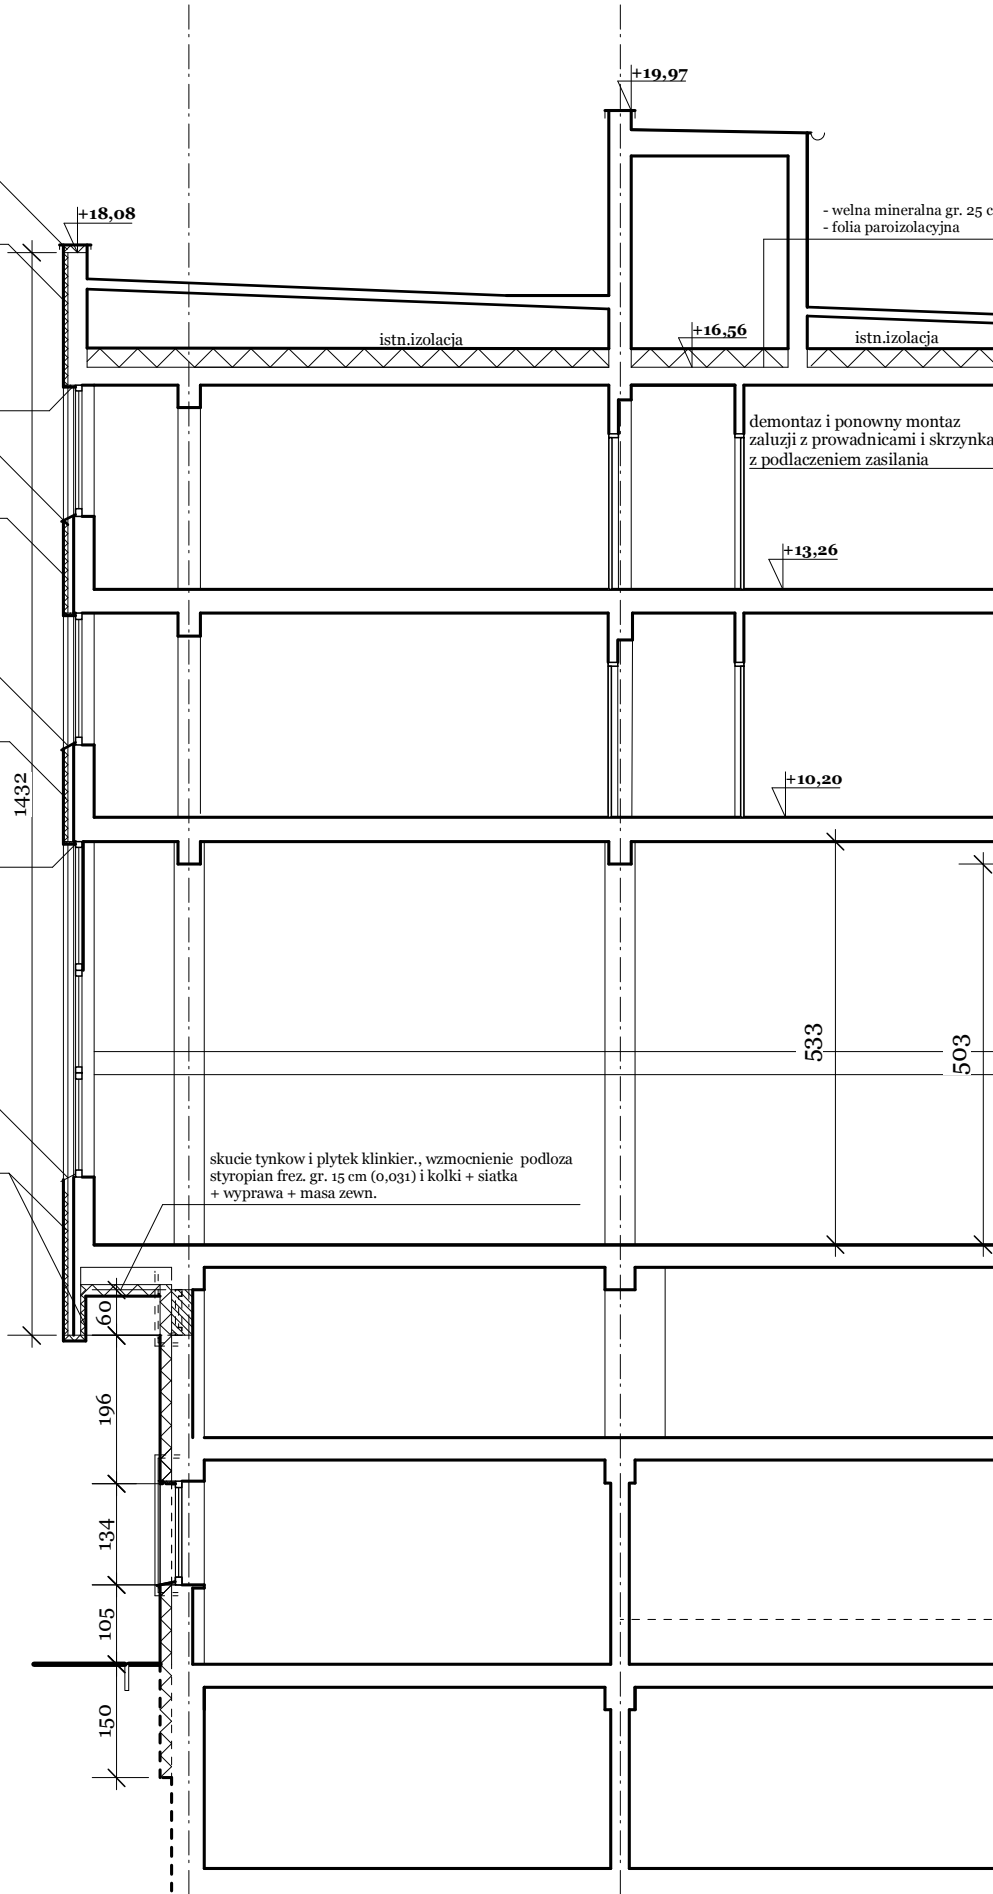 +19,97
+18,08
- welna mineralna gr. 25 c
- folia paroizolacyjna
istn.izolacja
+16,56
istn.izolacja
demontaz i ponowny montaz
zaluzji z prowadnicami i skrzynka
z podlaczeniem zasilania
+13,26
+10,20
1432
533
503
skucie tynkow i plytek klinkier., wzmocnienie podloza
styropian frez. gr. 15 cm (0,031) i kolki + siatka
+ wyprawa + masa zewn.
60
196
134
105
150